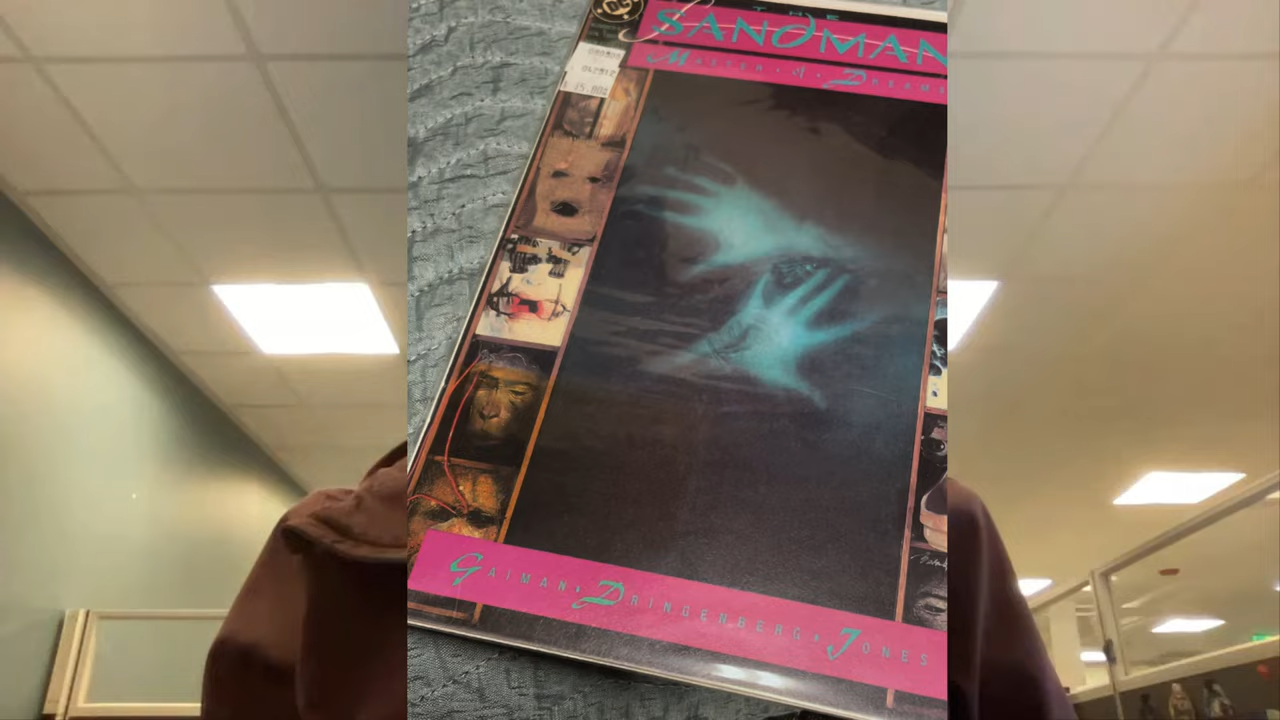 THE
SANDMAN
MASTER • of • DREAMS
GAIMAN • DRINGENBERG • JONES